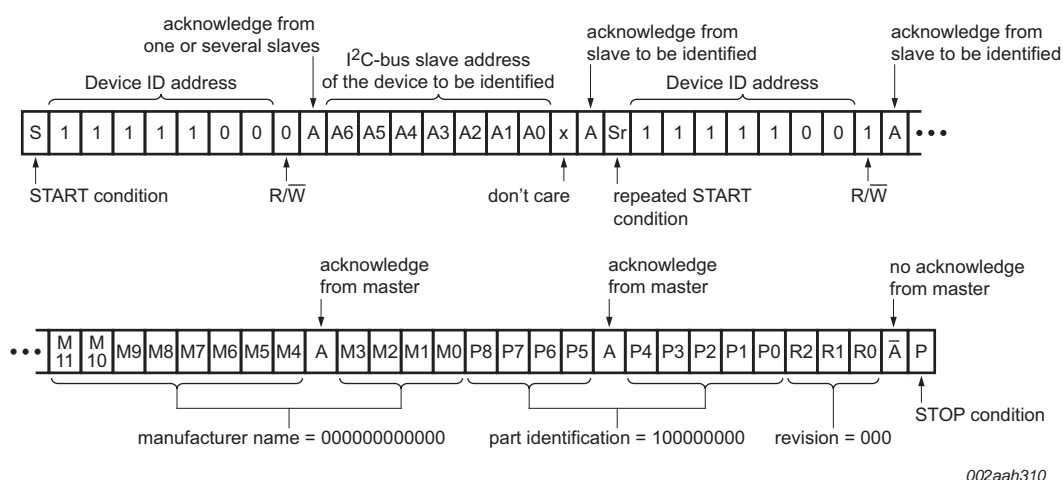 acknowledge from
one or several slaves
I²C-bus slave address
of the device to be identified
acknowledge from
slave to be identified
acknowledge from
slave to be identified
Device ID address
Device ID address
S 1 1 1 1 1 0 0 0 A A6 A5 A4 A3 A2 A1 A0 x A Sr 1 1 1 1 1 0 0 1 A •••
START condition
R/W̅
don't care
repeated START
condition
R/W̅
acknowledge
from master
acknowledge
from master
no acknowledge
from master
••• M11 M10 M9 M8 M7 M6 M5 M4 A M3 M2 M1 M0 P8 P7 P6 P5 A P4 P3 P2 P1 P0 R2 R1 R0 A̅ P
STOP condition
manufacturer name = 000000000000
part identification = 100000000
revision = 000
002aah310